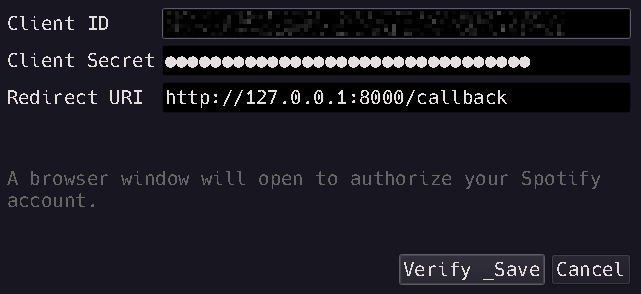 Client ID
Client Secret ●●●●●●●●●●●●●●●●●●●●●●●●●●●●●●●●
Redirect URI http://127.0.0.1:8000/callback
A browser window will open to authorize your Spotify
account.
Verify _Save Cancel